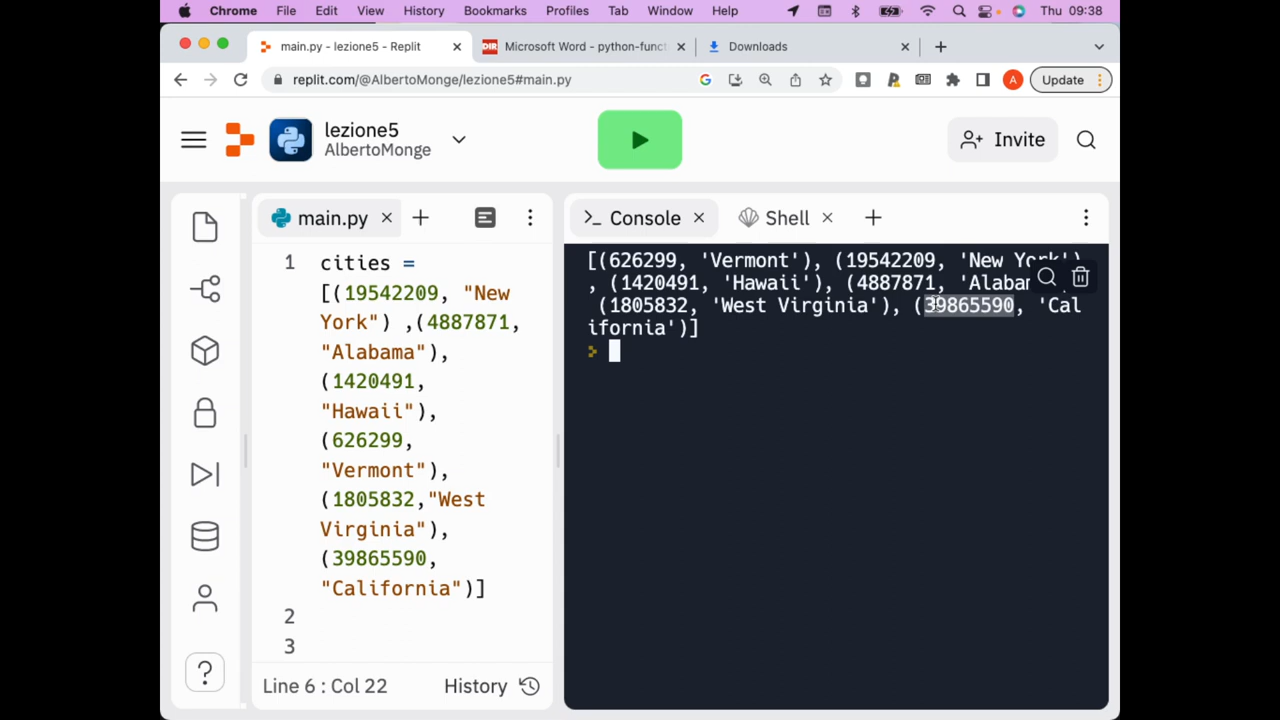 Chrome File Edit View History Bookmarks Profiles Tab Window Help Thu 09:38
main.py - lezione5 - Replit
DIR Microsoft Word - python-funct
Downloads
replit.com/@AlbertoMonge/lezione5#main.py
A
Update
lezione5
AlbertoMonge
Invite
main.py
1 cities =
[(19542209, "New
York") ,(4887871,
"Alabama"),
(1420491,
"Hawaii"),
(626299,
"Vermont"),
(1805832,"West
Virginia"),
(39865590,
"California")]
2
3
?
Line 6 : Col 22
History
Console
Shell
[(626299, 'Vermont'), (19542209, 'New York')
, (1420491, 'Hawaii'), (4887871, 'Alabam
(1805832, 'West Virginia'), (39865590, 'Cal
ifornia')]